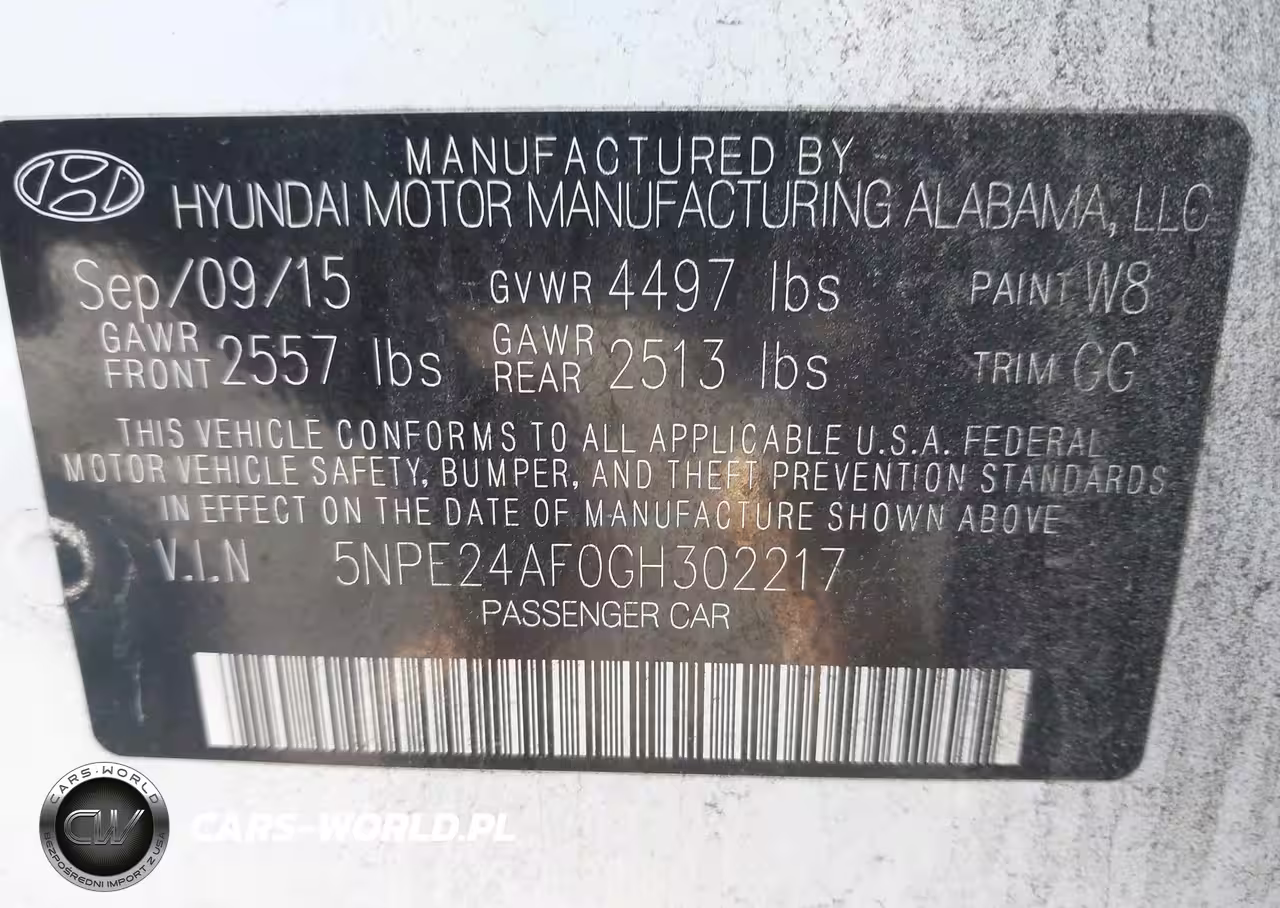 MANUFACTURED BY
HYUNDAI MOTOR MANUFACTURING ALABAMA, LLC
Sep/09/15 GVWR 4497 lbs PAINT W8
GAWR FRONT 2557 lbs GAWR REAR 2513 lbs TRIM GG
THIS VEHICLE CONFORMS TO ALL APPLICABLE U.S.A. FEDERAL
MOTOR VEHICLE SAFETY, BUMPER, AND THEFT PREVENTION STANDARDS
IN EFFECT ON THE DATE OF MANUFACTURE SHOWN ABOVE
V.I.N 5NPE24AF0GH302217
PASSENGER CAR
CARS-WORLD
CW
BEZPOŚREDNI IMPORT Z USA
CARS-WORLD.PL